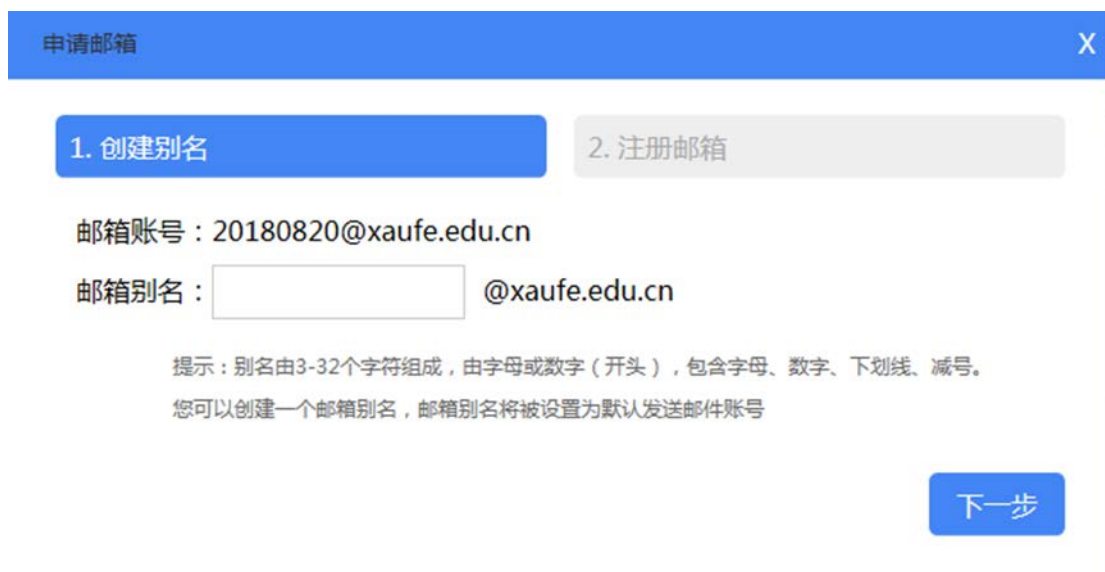 申请邮箱 X
1. 创建别名 2. 注册邮箱
邮箱账号：20180820@xaufe.edu.cn
邮箱别名： @xaufe.edu.cn
提示：别名由3-32个字符组成，由字母或数字（开头），包含字母、数字、下划线、减号。
您可以创建一个邮箱别名，邮箱别名将被设置为默认发送邮件账号
下一步